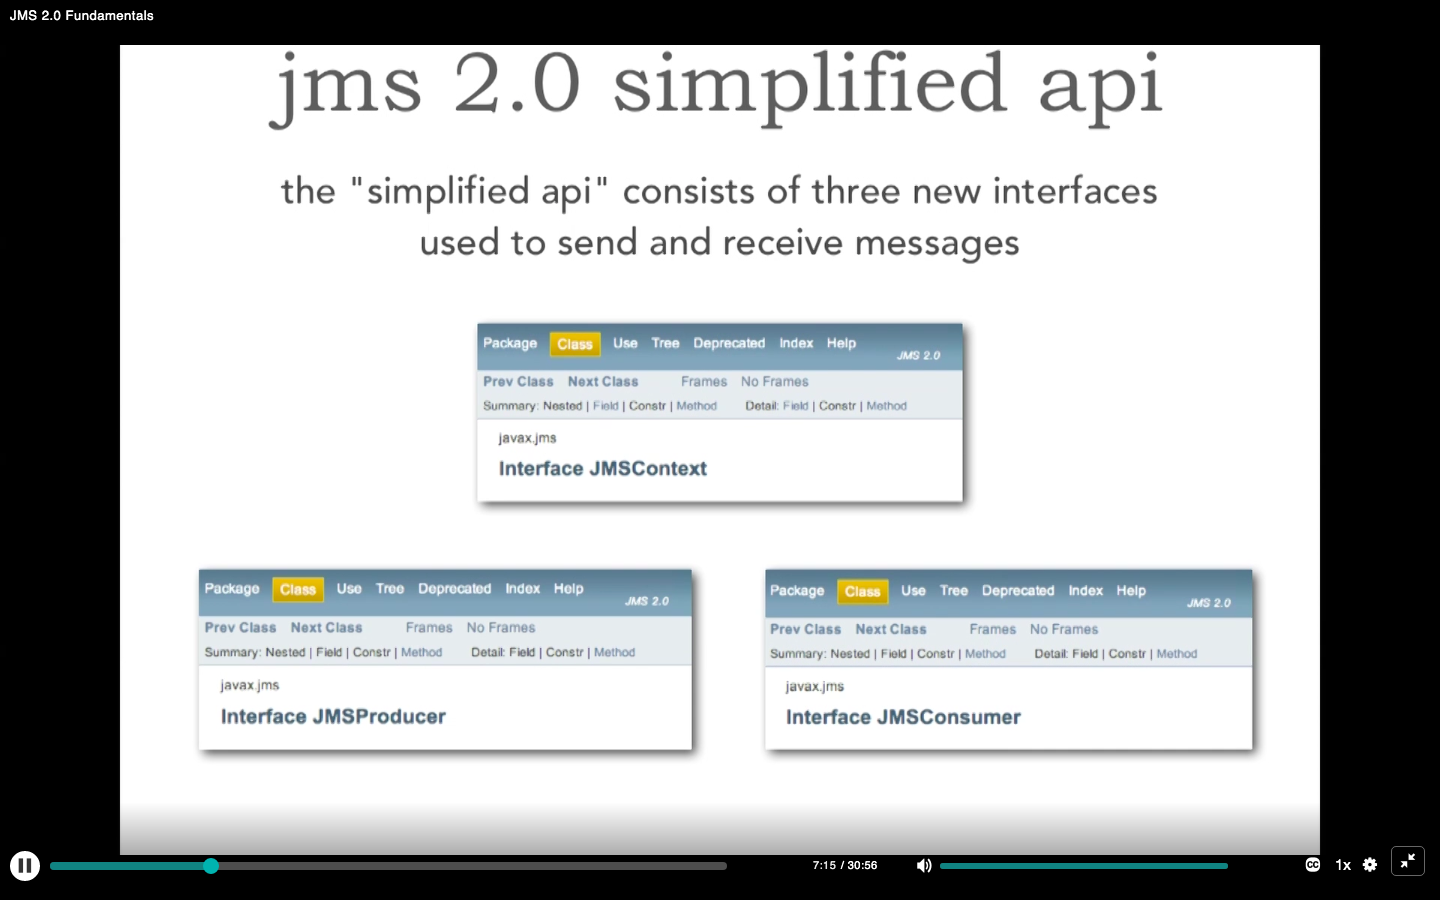 JMS 2.0 Fundamentals
jms 2.0 simplified api
the "simplified api" consists of three new interfaces
used to send and receive messages
Package Class Use Tree Deprecated Index Help
JMS 2.0
Prev Class Next Class Frames No Frames
Summary: Nested | Field | Constr | Method Detail: Field | Constr | Method
javax.jms
Interface JMSContext
Package Class Use Tree Deprecated Index Help
JMS 2.0
Prev Class Next Class Frames No Frames
Summary: Nested | Field | Constr | Method Detail: Field | Constr | Method
javax.jms
Interface JMSProducer
Package Class Use Tree Deprecated Index Help
JMS 2.0
Prev Class Next Class Frames No Frames
Summary: Nested | Field | Constr | Method Detail: Field | Constr | Method
javax.jms
Interface JMSConsumer
7:15 / 30:56 CC 1x